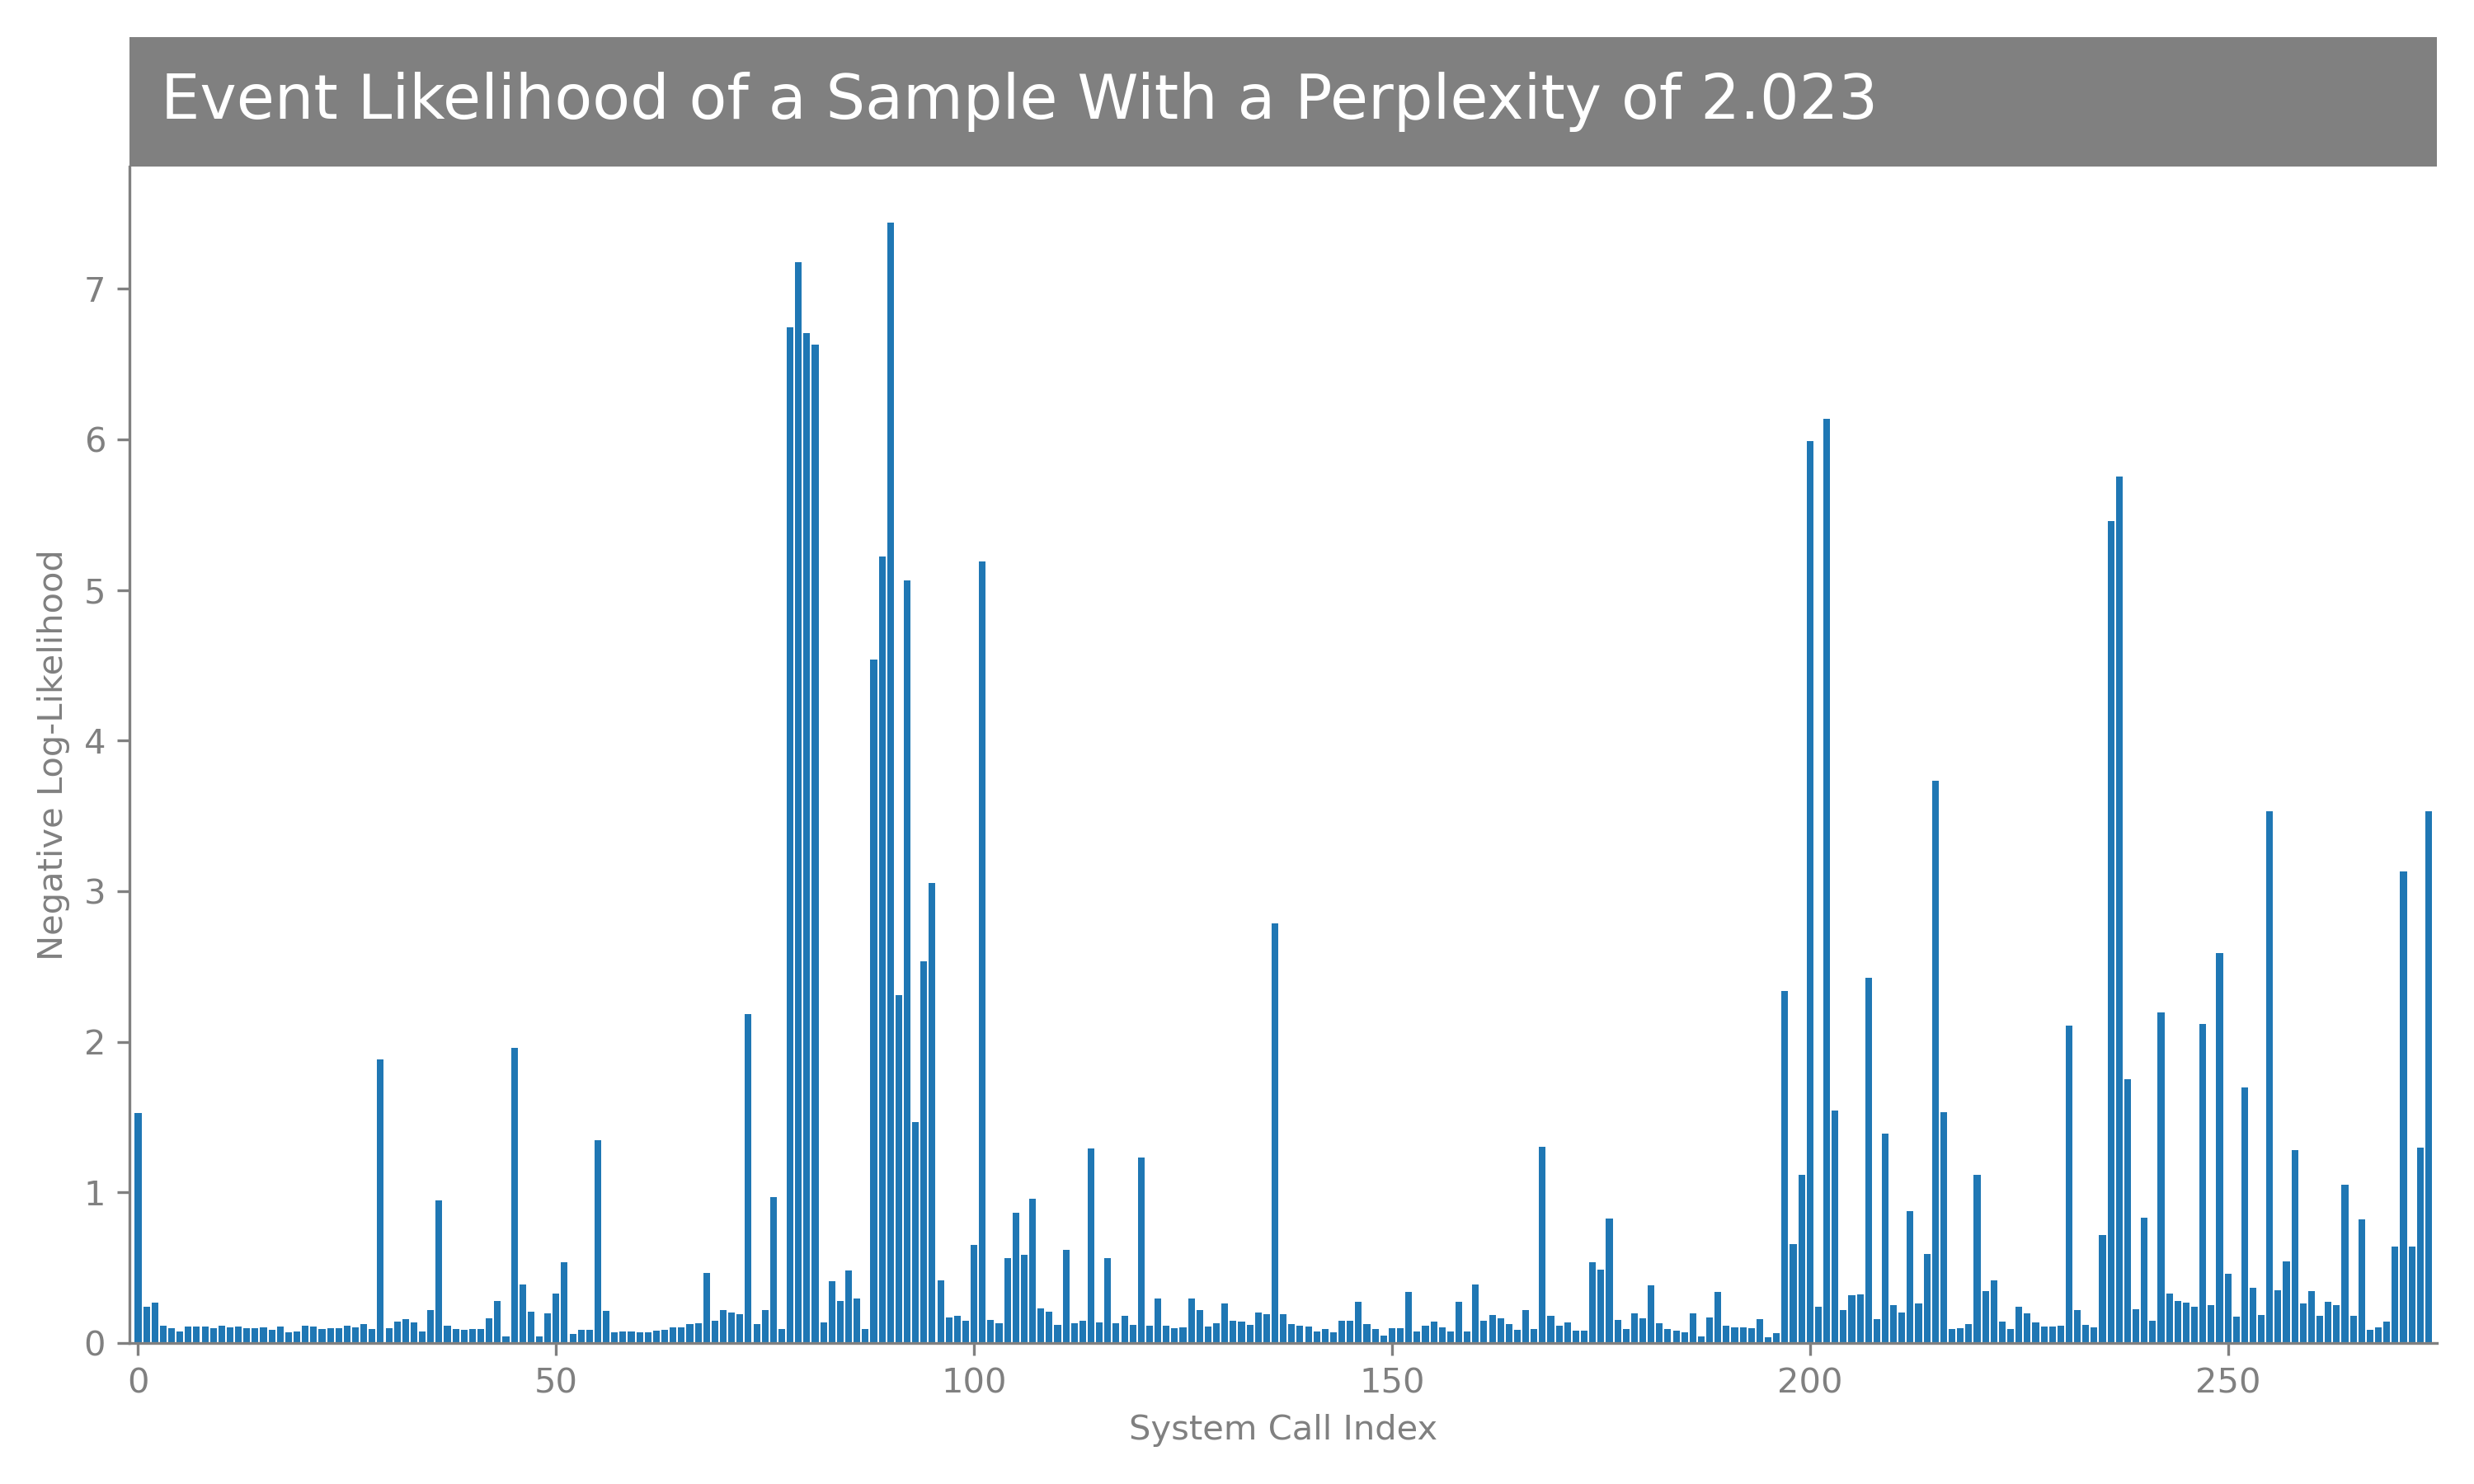 Event Likelihood of a Sample With a Perplexity of 2.023
Negative Log-Likelihood
7
6
5
4
3
2
1
0
0 50 100 150 200 250
System Call Index